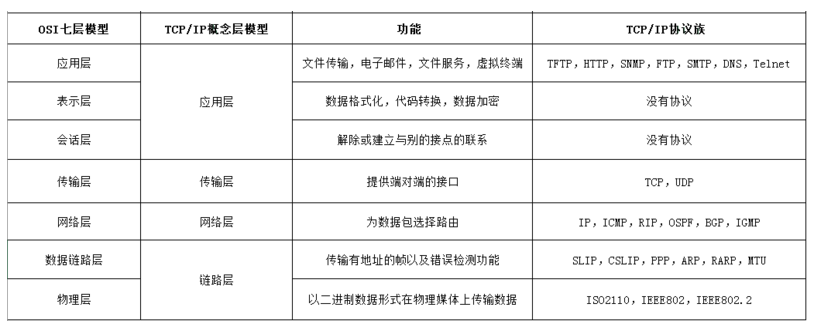 OSI七层模型 TCP/IP概念层模型 功能 TCP/IP协议族
应用层 文件传输，电子邮件，文件服务，虚拟终端 TFTP，HTTP，SNMP，FTP，SMTP，DNS，Telnet
表示层 应用层 数据格式化，代码转换，数据加密 没有协议
会话层 解除或建立与别的接点的联系 没有协议
传输层 传输层 提供端对端的接口 TCP，UDP
网络层 网络层 为数据包选择路由 IP，ICMP，RIP，OSPF，BGP，IGMP
数据链路层 传输有地址的帧以及错误检测功能 SLIP，CSLIP，PPP，ARP，RARP，MTU
链路层
物理层 以二进制数据形式在物理媒体上传输数据 ISO2110，IEEE802，IEEE802.2